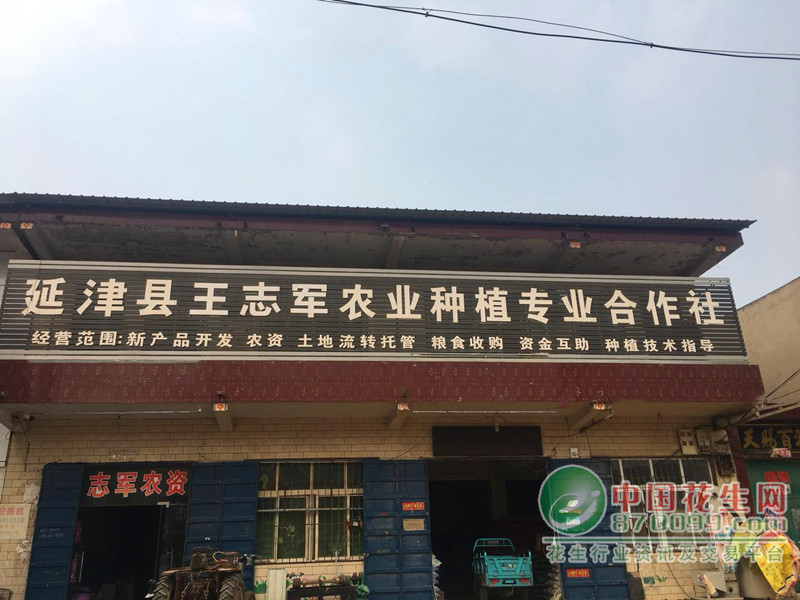 延津县王志军农业种植专业合作社
经营范围:新产品开发 农资 土地流转托管 粮食收购 资金互助 种植技术指导
志军农资
中国花生网
870099.com
花生行业资讯及交易平台